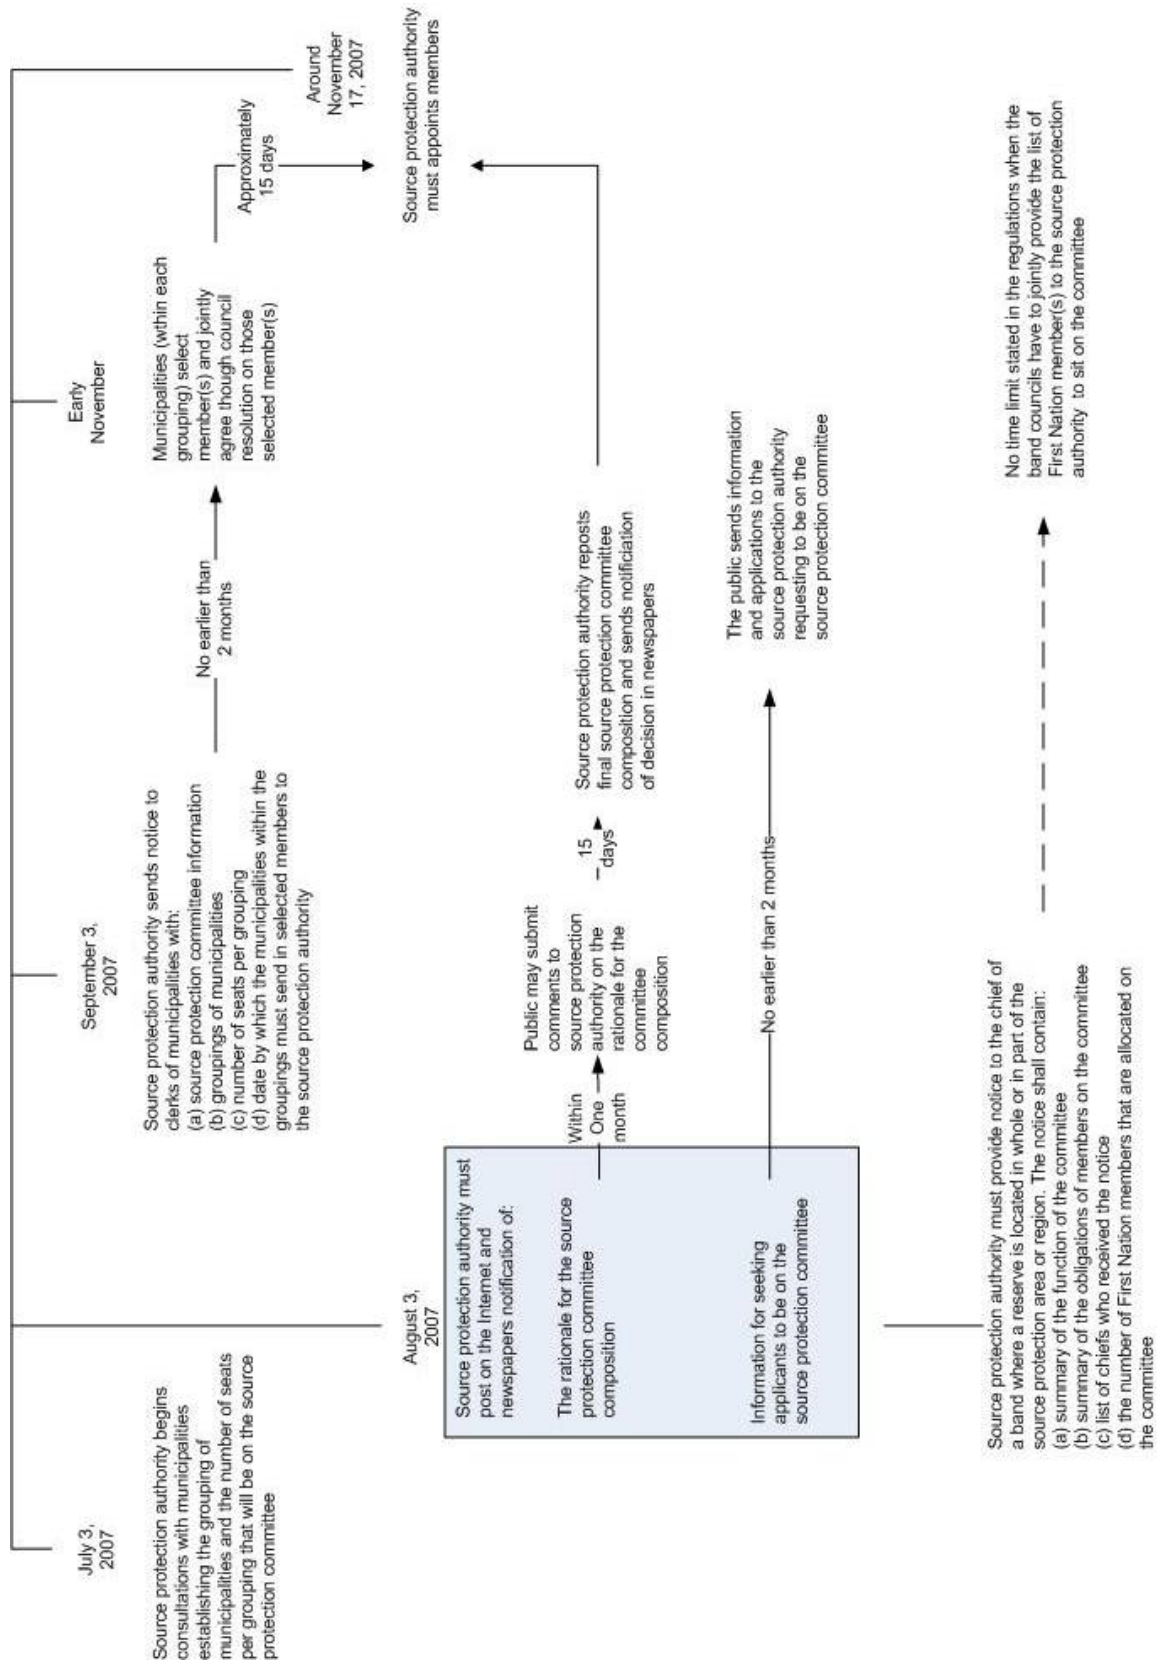 July 3,
2007
Source protection authority begins
consultations with municipalities
establishing the grouping of
municipalities and the number of seats
per grouping that will be on the source
protection committee
August 3,
2007
Source protection authority must
post on the Internet and
newspapers notification of:
The rationale for the source
protection committee
composition
Information for seeking
applicants to be on the
source protection committee
Within
One
month
Public may submit
comments to
source protection
authority on the
rationale for the
committee
composition
15
days
Source protection authority reposts
final source protection committee
composition and sends notificiation
of decision in newspapers
No earlier than 2 months
The public sends information
and applications to the
source protection authority
requesting to be on the
source protection committee
Source protection authority must provide notice to the chief of
a band where a reserve is located in whole or in part of the
source protection area or region. The notice shall contain:
(a) summary of the function of the committee
(b) summary of the obligations of members on the committee
(c) list of chiefs who received the notice
(d) the number of First Nation members that are allocated on
the committee
No time limit stated in the regulations when the
band councils have to jointly provide the list of
First Nation member(s) to the source protection
authority to sit on the committee
September 3,
2007
Source protection authority sends notice to
clerks of municipalities with:
(a) source protection committee information
(b) groupings of municipalities
(c) number of seats per grouping
(d) date by which the municipalities within the
groupings must send in selected members to
the source protection authority
No earlier than
2 months
Early
November
Municipalities (wthin each
grouping) select
member(s) and jointly
agree though council
resolution on those
selected member(s)
Approximately
15 days
Around
November
17, 2007
Source protection authority
must appoints members